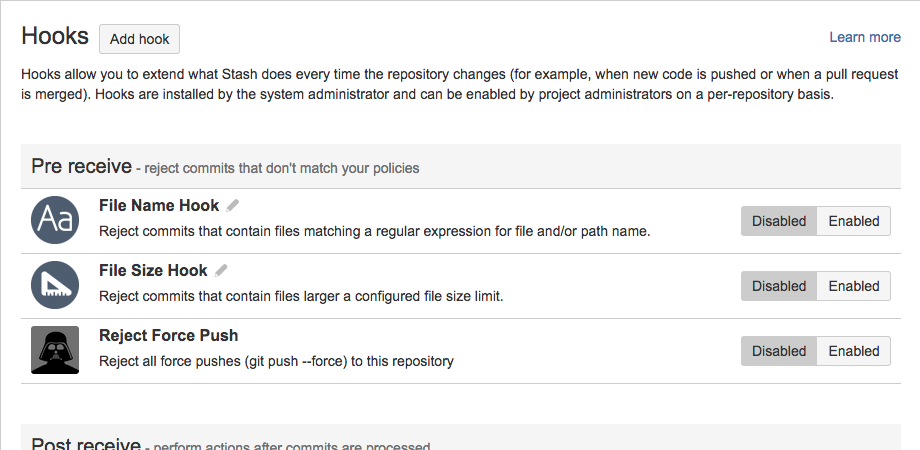 Hooks Add hook Learn more
Hooks allow you to extend what Stash does every time the repository changes (for example, when new code is pushed or when a pull request
is merged). Hooks are installed by the system administrator and can be enabled by project administrators on a per-repository basis.
Pre receive - reject commits that don't match your policies
Aa
File Name Hook
Reject commits that contain files matching a regular expression for file and/or path name.
Disabled Enabled
File Size Hook
Reject commits that contain files larger a configured file size limit.
Disabled Enabled
Reject Force Push
Reject all force pushes (git push --force) to this repository
Disabled Enabled
Post receive - perform actions after commits are processed